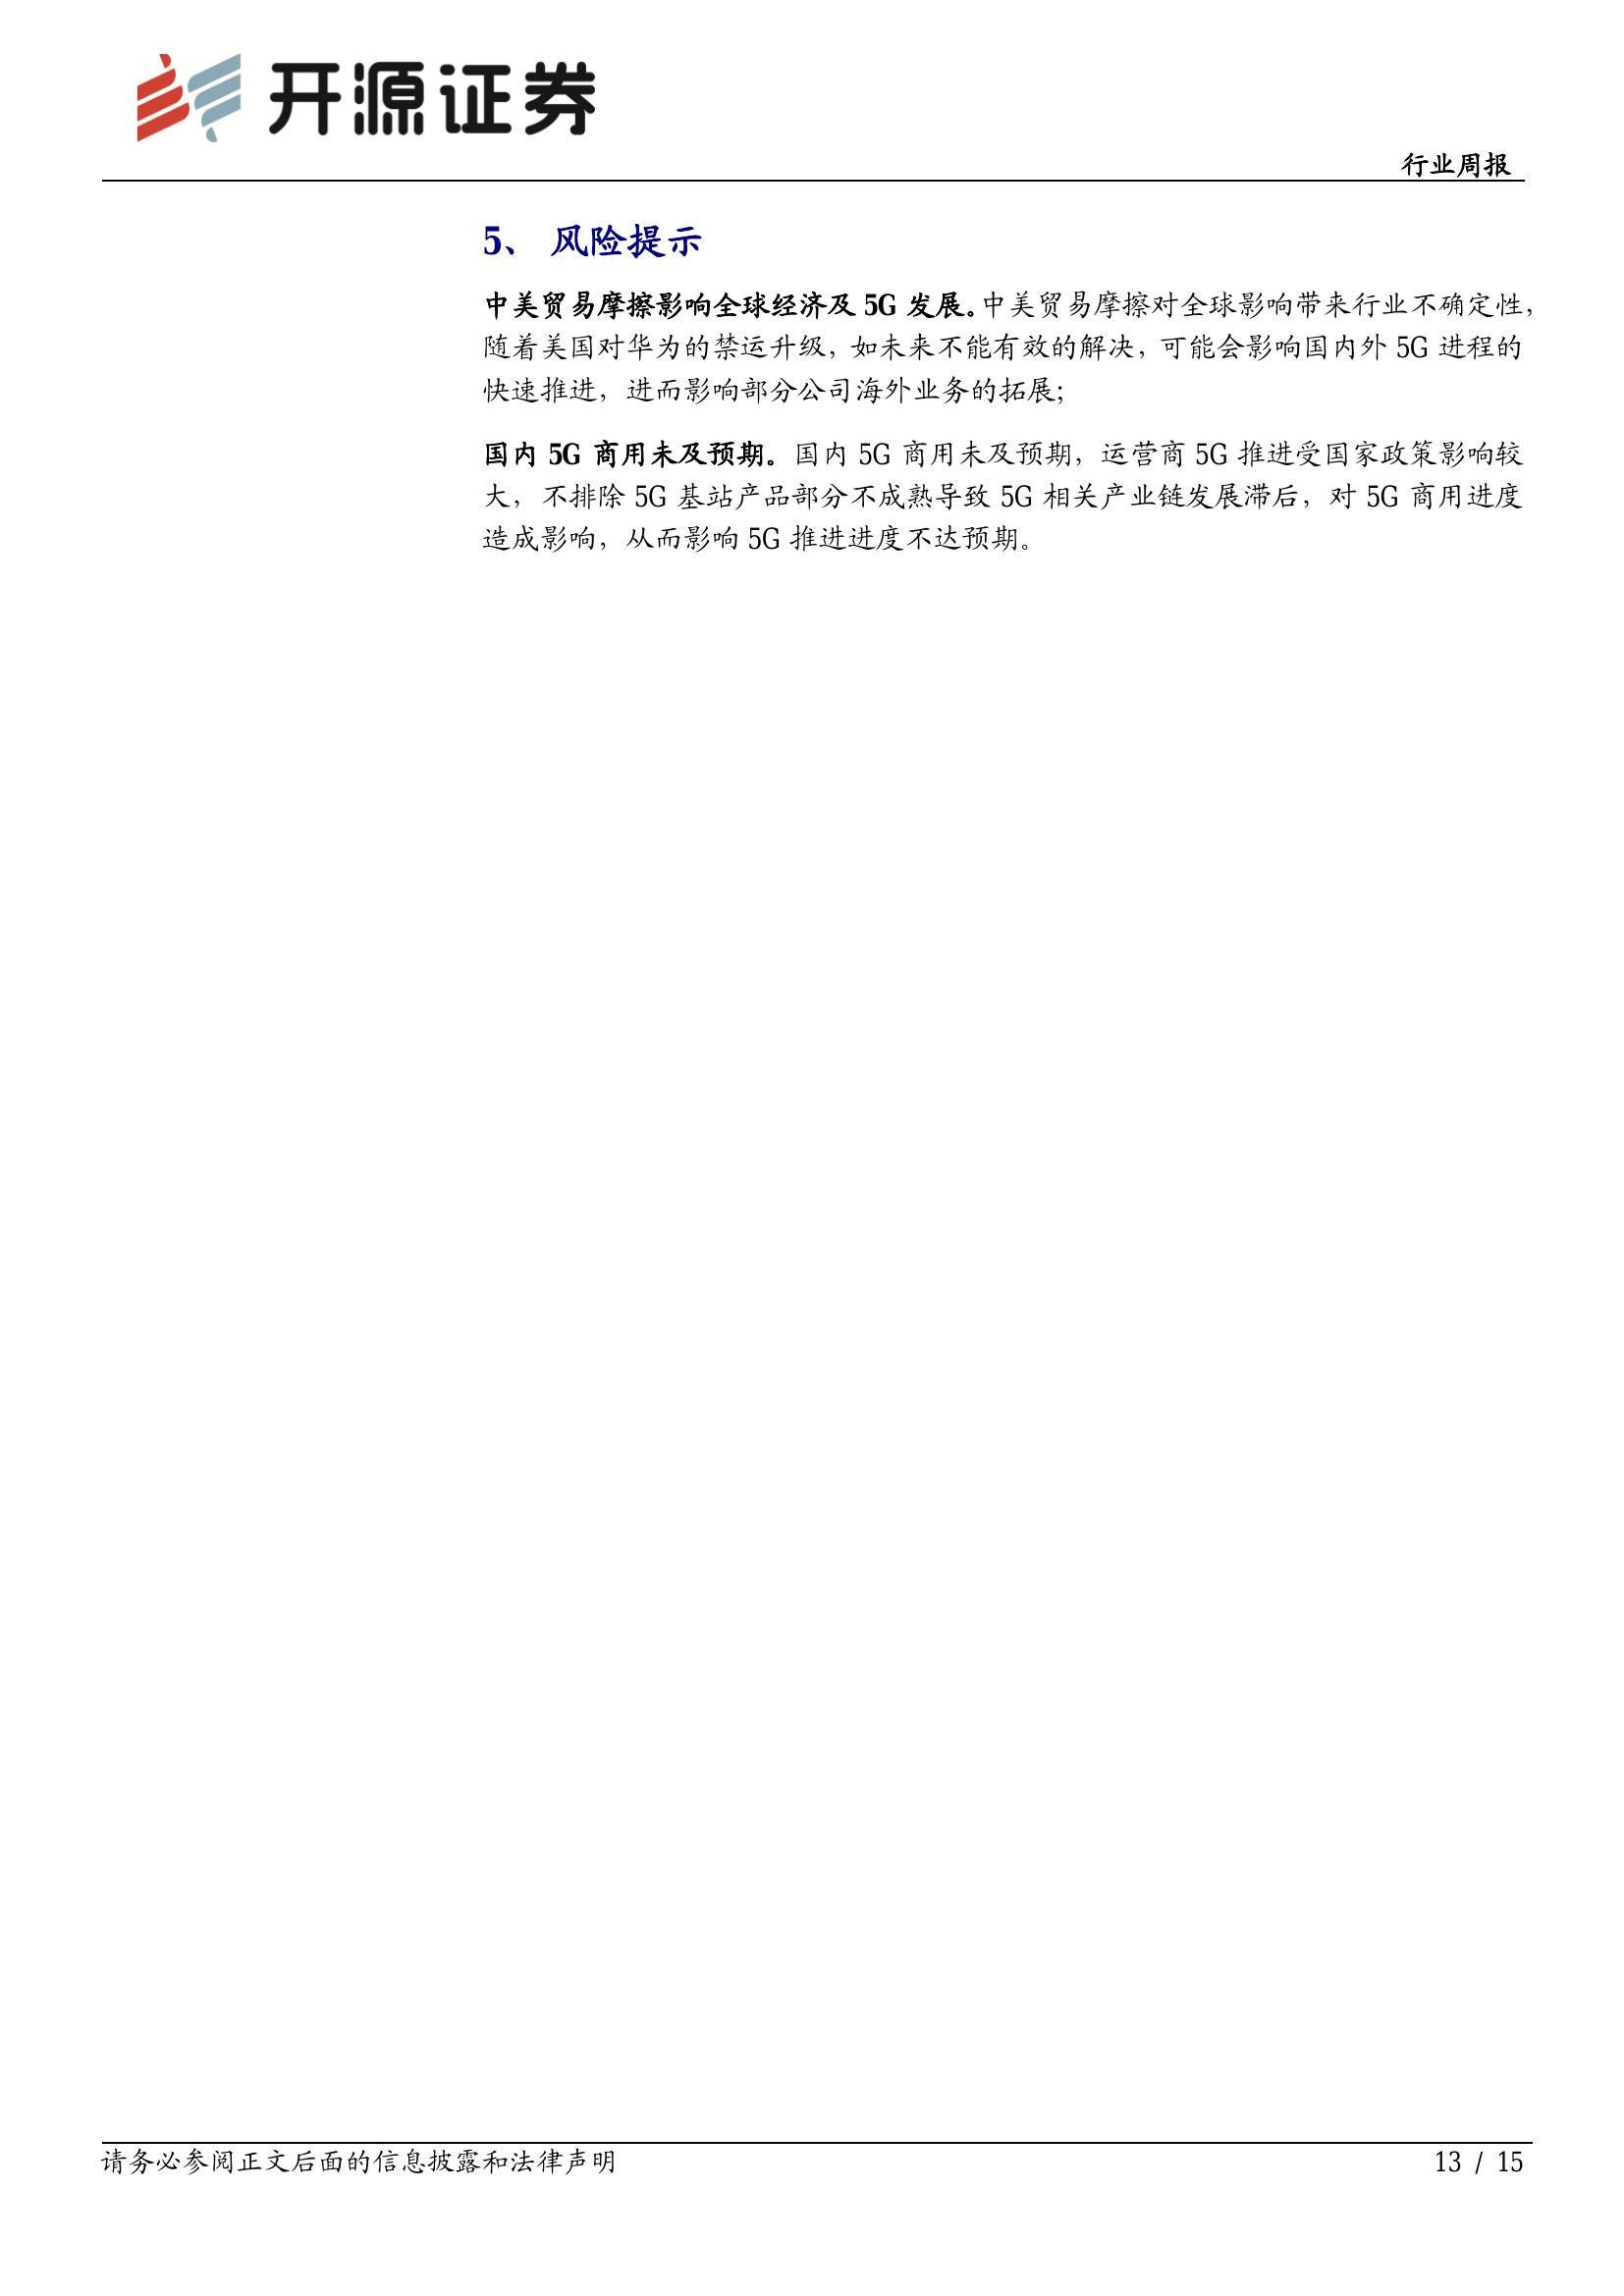 开源证券
行业周报
5、 风险提示
中美贸易摩擦影响全球经济及 5G 发展。中美贸易摩擦对全球影响带来行业不确定性，
随着美国对华为的禁运升级，如未来不能有效的解决，可能会影响国内外 5G 进程的
快速推进，进而影响部分公司海外业务的拓展；
国内 5G 商用未及预期。国内 5G 商用未及预期，运营商 5G 推进受国家政策影响较
大，不排除 5G 基站产品部分不成熟导致 5G 相关产业链发展滞后，对 5G 商用进度
造成影响，从而影响 5G 推进进度不达预期。
请务必参阅正文后面的信息披露和法律声明
13 / 15